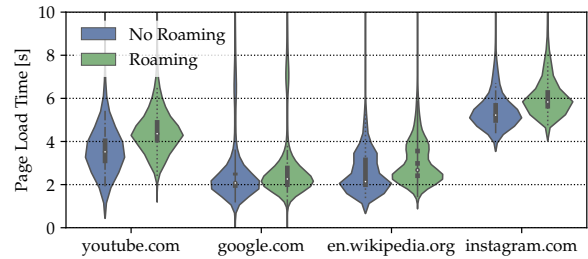 10
8
6
4
2
0
Page Load Time [s]
No Roaming
Roaming
youtube.com
google.com
en.wikipedia.org
instagram.com